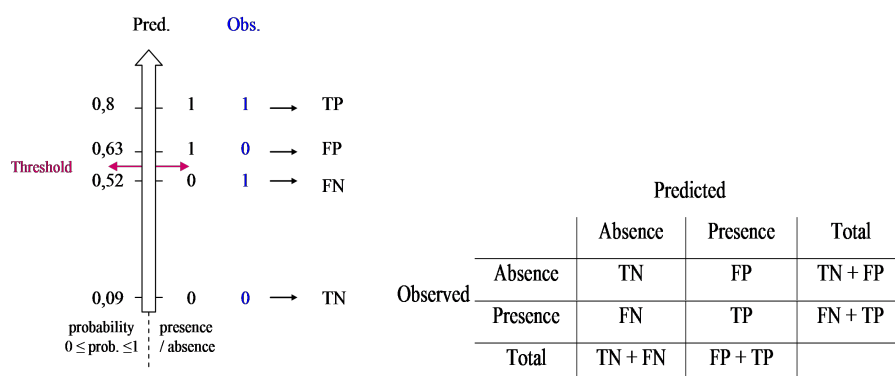 Pred. Obs.
0,8 1 1 TP
0,63 1 0 FP
Threshold
0,52 0 1 FN
0,09 0 0 TN
probability presence
0 ≤ prob. ≤1 / absence
Predicted
Absence Presence Total
Observed
Absence TN FP TN + FP
Presence FN TP FN + TP
Total TN + FN FP + TP